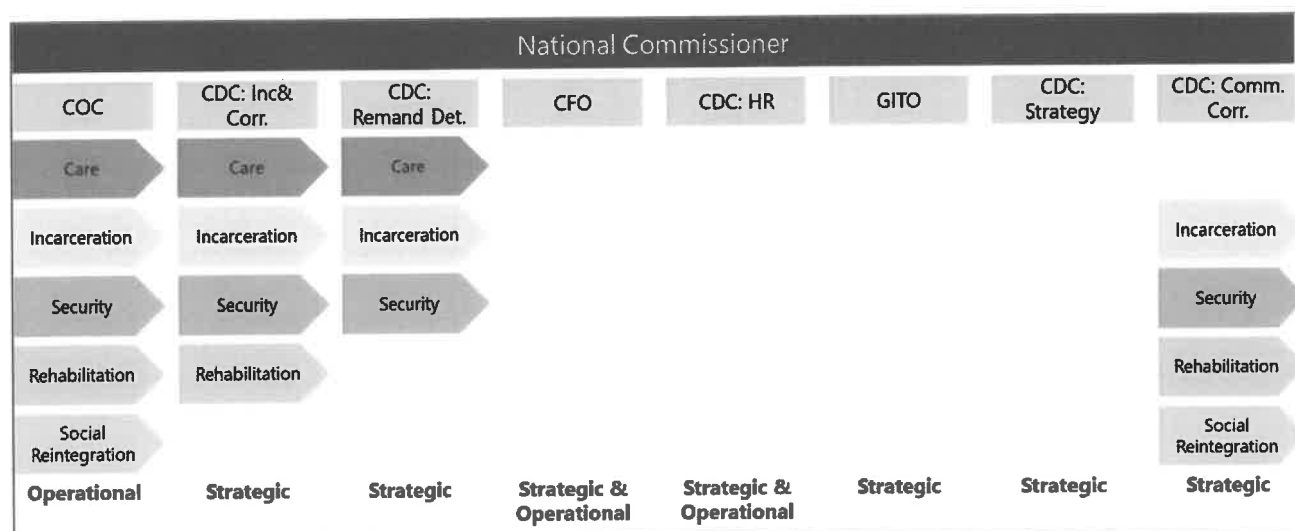 National Commissioner
COC
CDC: Inc&
Corr.
CDC:
Remand Det.
CFO
CDC: HR
GITO
CDC:
Strategy
CDC: Comm.
Corr.
Care
Care
Care
Incarceration
Incarceration
Incarceration
Incarceration
Security
Security
Security
Security
Rehabilitation
Rehabilitation
Rehabilitation
Social
Reintegration
Social
Reintegration
Operational
Strategic
Strategic
Strategic &
Operational
Strategic &
Operational
Strategic
Strategic
Strategic